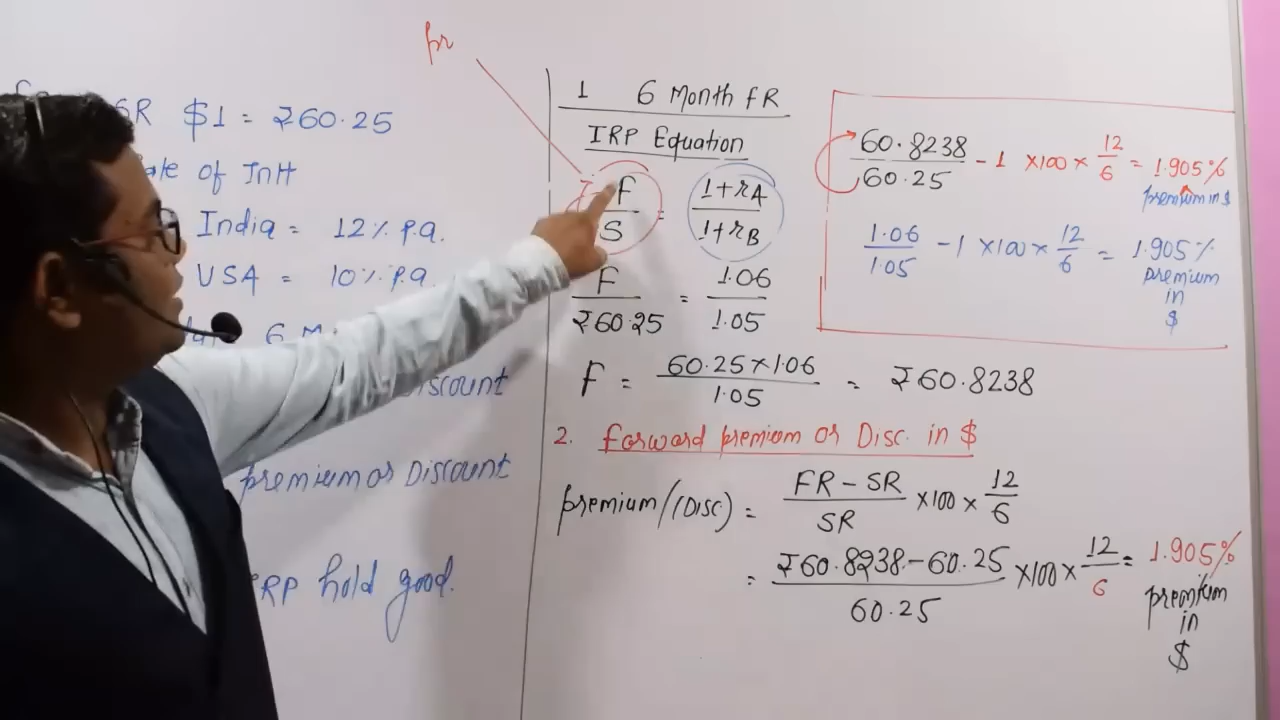 pr
SR $1 = ₹60.25
of Intt
India = 12% p.a.
USA = 10% p.a.
6 M
Discount
premium or Discount
IRP hold good.
1 6 Month FR
IRP Equation
F/S = 1+rA/1+rB
F/₹60.25 = 1.06/1.05
F = 60.25×1.06/1.05 = ₹60.8238
2. forward premium or Disc. in $
premium/(Disc) = FR-SR/SR ×100× 12/6
= ₹60.8238-60.25/60.25 ×100× 12/6 = 1.905%
premium
in
$
60.8238/60.25 -1 ×100× 12/6 = 1.905%
premium in $
1.06/1.05 -1 ×100× 12/6 = 1.905%
premium
in
$